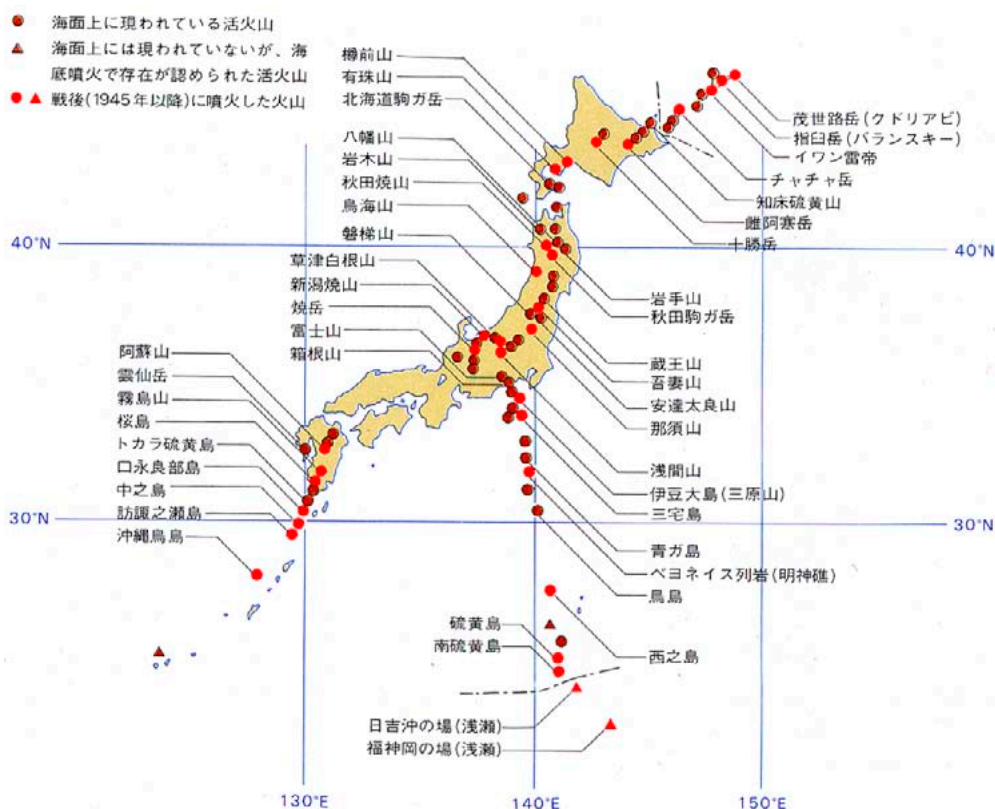 海面上に現われている活火山
海面上には現われていないが、海
底噴火で存在が認められた活火山
戦後(1945年以降)に噴火した火山
樽前山
有珠山
北海道駒ガ岳
八幡山
岩木山
秋田焼山
鳥海山
磐梯山
草津白根山
新潟焼山
焼岳
富士山
箱根山
阿蘇山
雲仙岳
霧島山
桜島
トカラ硫黄島
口永良部島
中之島
訪諏之瀬島
沖縄鳥島
茂世路岳(クドリアビ)
指臼岳(バランスキー)
イワン雷帝
チャチャ岳
知床硫黄山
雌阿寒岳
十勝岳
40°N
40°N
岩手山
秋田駒ガ岳
蔵王山
吾妻山
安達太良山
那須山
浅間山
伊豆大島(三原山)
三宅島
30°N
30°N
青ガ島
ベヨネイス列岩(明神礁)
鳥島
硫黄島
南硫黄島
西之島
日吉沖の場(浅瀬)
福神岡の場(浅瀬)
130°E
140°E
150°E